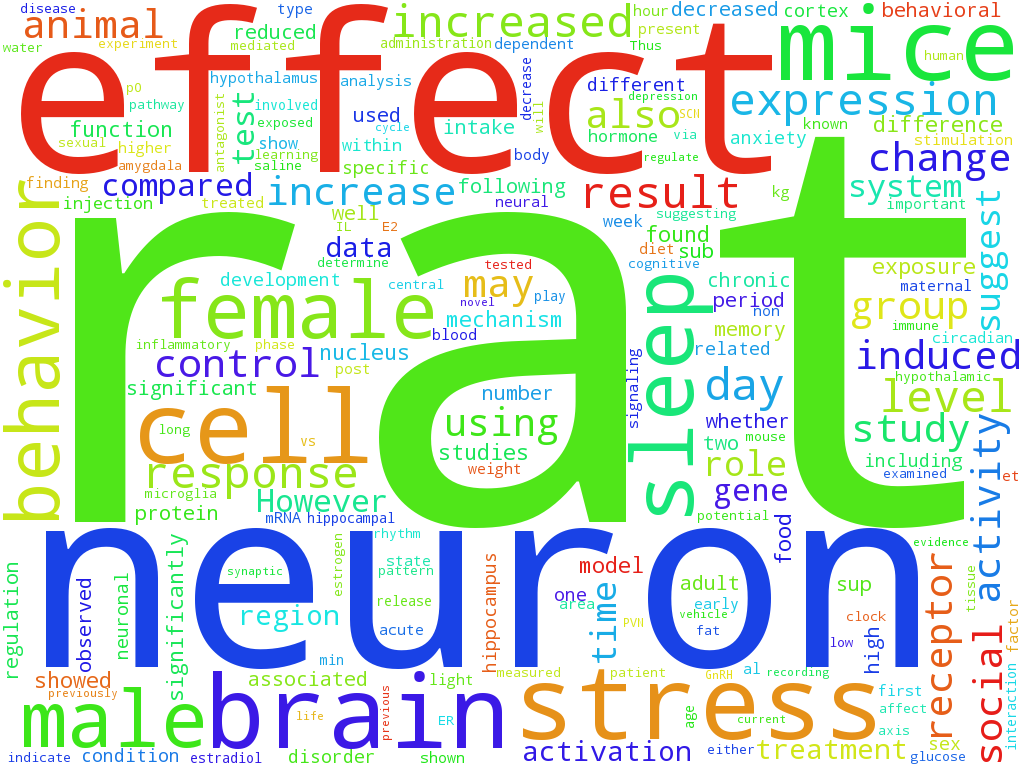 disease
type
hour
decreased
cortex
behavioral
animal
reduced
increased
present
mice
water
experiment
mediated
administration
dependent
Thus
human
effect
hypothalamus
analysis
decrease
different
expression
pO
pathway
antagonist
test
involved
used
depression
SCN
also
function
exposed
cycle
intake
will
hormone
via
anxiety
known
difference
sexual
higher
show
within
regulate
stimulation
amygdala
learning
saline
specific
body
change
finding
compared
increase
following
result
kg
system
important
injection
treated
neural
well
IL
E2
week
suggesting
behavior
data
found
sub
suggest
determine
tested
diet
cognitive
exposure
development
central
may
novel
play
chronic
maternal
rat
female
period
non
group
immune
mechanism
sleep
memory
circadian
inflammatory
phase
blood
control
nucleus
related
induced
post
signaling
hypothalamic
significant
number
day
level
cell
using
whether
long
vs
studies
two
mouse
study
response
weight
role
including
examined
et
activity
microglia
However
gene
protein
mRNA
hippocampal
potential
food
evidence
neuron
rhythm
regulation
observed
neuronal
significantly
synaptic
estrogen
state
pattern
hippocampus
model
adult
sup
tissue
release
one
area
time
early
vehicle
clock
receptor
factor
region
acute
PVN
fat
low
high
social
interaction
min
showed
previously
associated
light
measured
patient
GnRH
al
recording
male
brain
previous
stress
first
affect
life
ER
age
current
axis
indicate
condition
estradiol
disorder
shown
activation
either
treatment
sex
glucose